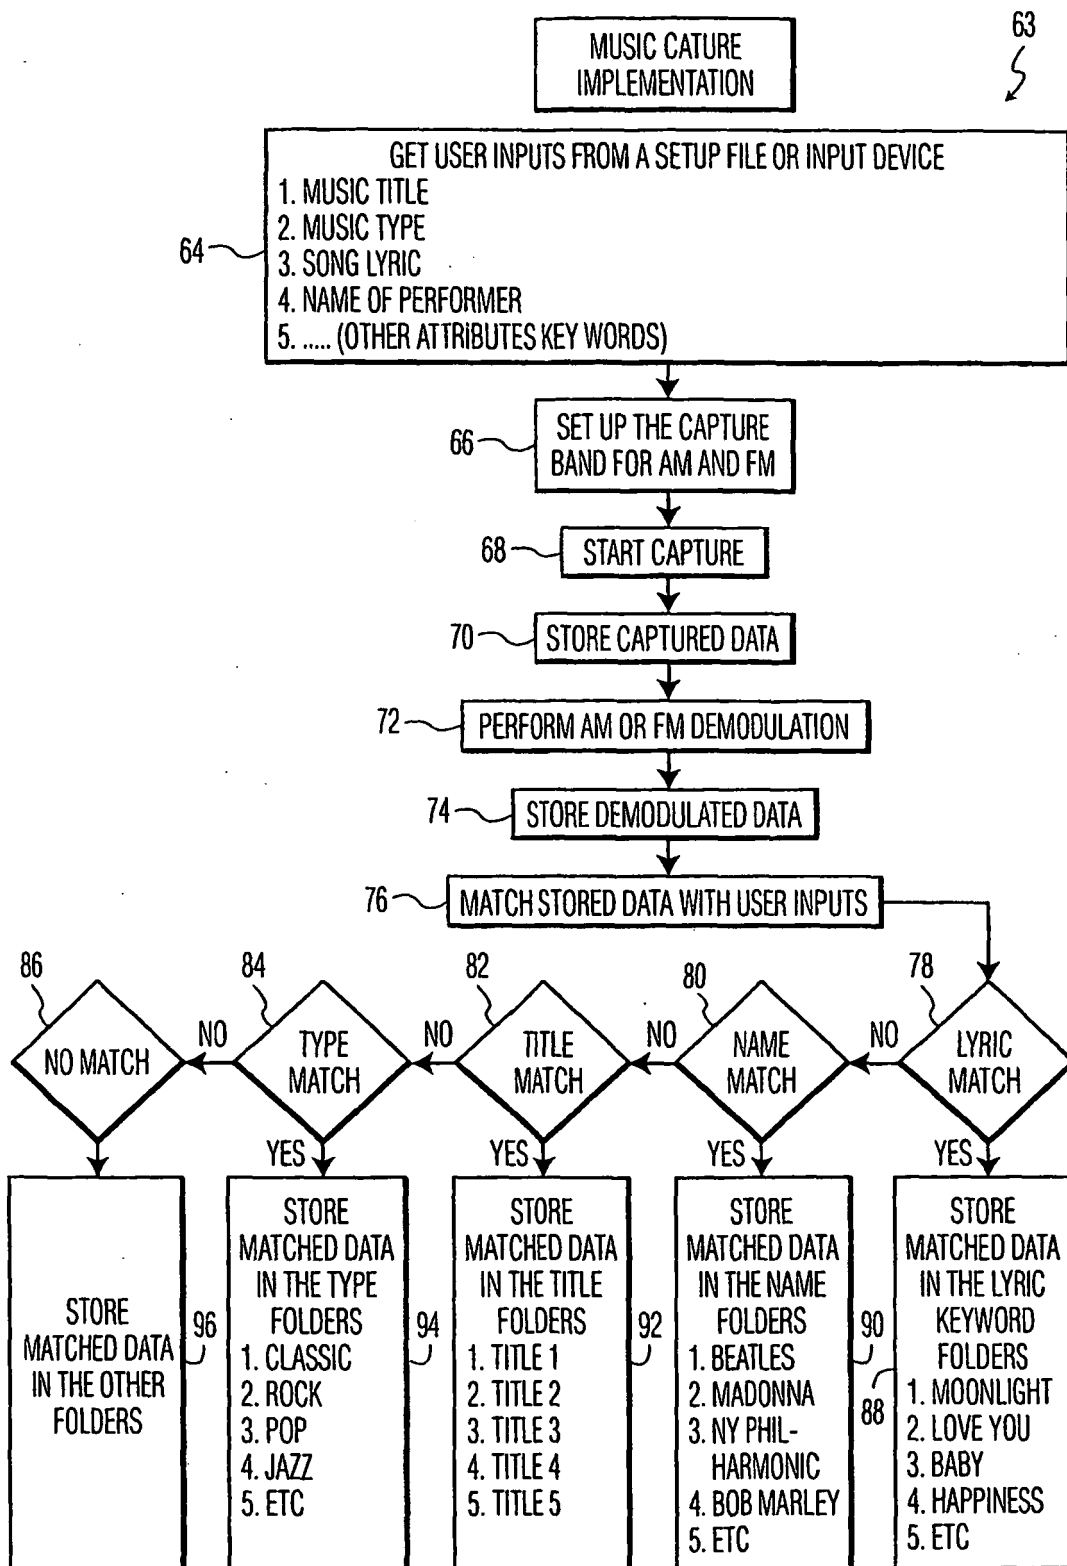 63
MUSIC CATURE
IMPLEMENTATION
GET USER INPUTS FROM A SETUP FILE OR INPUT DEVICE
1. MUSIC TITLE
2. MUSIC TYPE
64
3. SONG LYRIC
4. NAME OF PERFORMER
5. ..... (OTHER ATTRIBUTES KEY WORDS)
66
SET UP THE CAPTURE
BAND FOR AM AND FM
68
START CAPTURE
70
STORE CAPTURED DATA
72
PERFORM AM OR FM DEMODULATION
74
STORE DEMODULATED DATA
76
MATCH STORED DATA WITH USER INPUTS
86
NO MATCH
NO
84
TYPE
MATCH
NO
82
TITLE
MATCH
NO
80
NAME
MATCH
NO
78
LYRIC
MATCH
YES
YES
YES
YES
STORE
MATCHED DATA
IN THE OTHER
FOLDERS
96
STORE
MATCHED DATA
IN THE TYPE
FOLDERS
1. CLASSIC
2. ROCK
3. POP
4. JAZZ
5. ETC
94
STORE
MATCHED DATA
IN THE TITLE
FOLDERS
1. TITLE 1
2. TITLE 2
3. TITLE 3
4. TITLE 4
5. TITLE 5
92
STORE
MATCHED DATA
IN THE NAME
FOLDERS
1. BEATLES
2. MADONNA
3. NY PHIL-
HARMONIC
4. BOB MARLEY
5. ETC
90
88
STORE
MATCHED DATA
IN THE LYRIC
KEYWORD
FOLDERS
1. MOONLIGHT
2. LOVE YOU
3. BABY
4. HAPPINESS
5. ETC